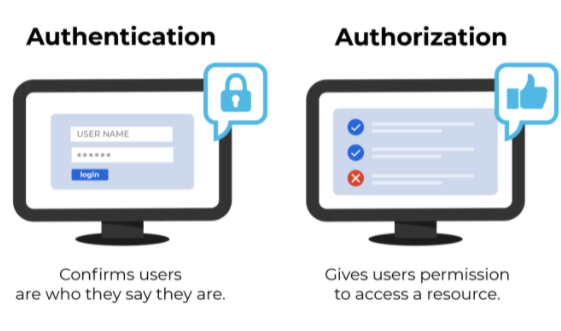 Authentication
Authorization
USER NAME
login
Confirms users
are who they say they are.
Gives users permission
to access a resource.